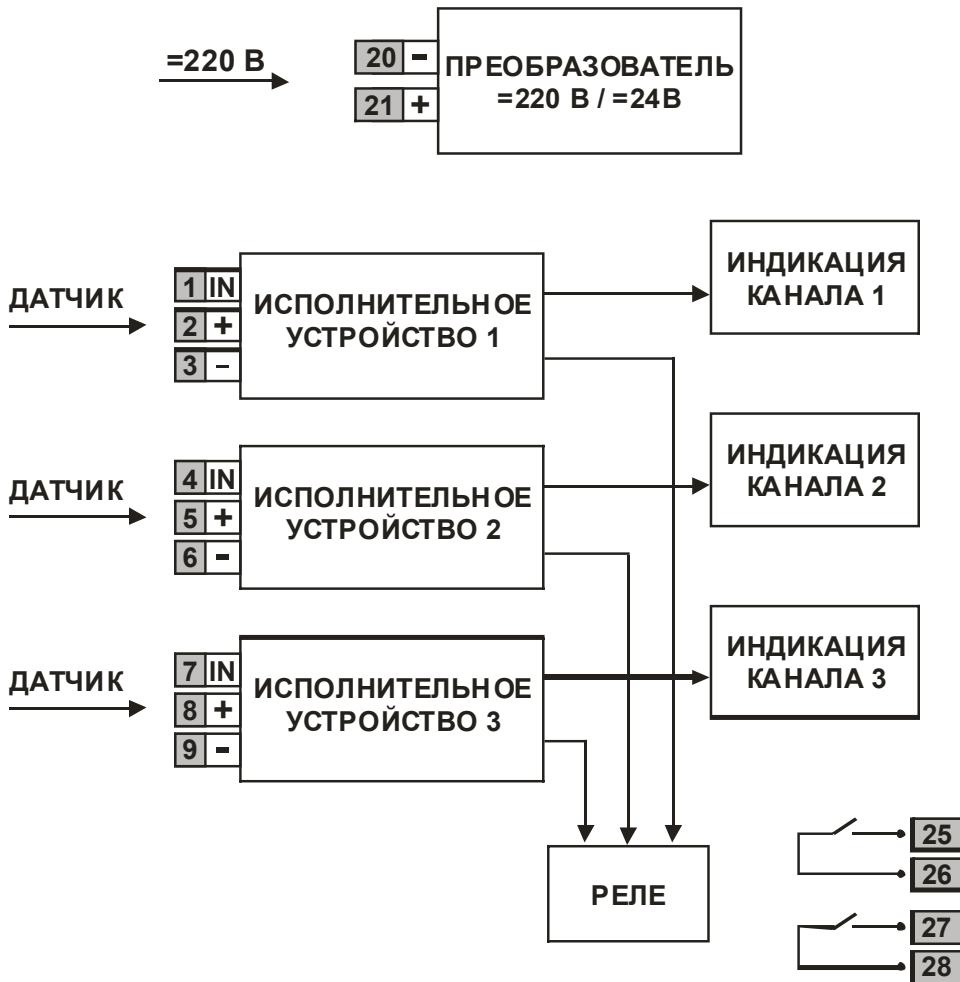 =220 В
20 -
21 +
ПРЕОБРАЗОВАТЕЛЬ
=220 В / =24В
ДАТЧИК
1 IN
2 +
3 -
ИСПОЛНИТЕЛЬНОЕ
УСТРОЙСТВО 1
ИНДИКАЦИЯ
КАНАЛА 1
ДАТЧИК
4 IN
5 +
6 -
ИСПОЛНИТЕЛЬНОЕ
УСТРОЙСТВО 2
ИНДИКАЦИЯ
КАНАЛА 2
ДАТЧИК
7 IN
8 +
9 -
ИСПОЛНИТЕЛЬНОЕ
УСТРОЙСТВО 3
ИНДИКАЦИЯ
КАНАЛА 3
РЕЛЕ
25
26
27
28